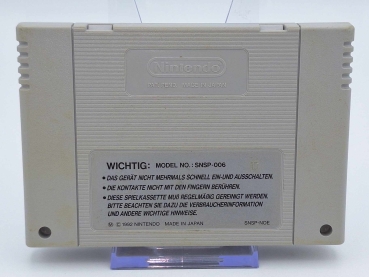 Nintendo
WICHTIG: MODEL NO.: SNSP-006
• DAS GERÄT NICHT MEHRMALS SCHNELL EIN-UND AUSSCHALTEN.
• DIE KONTAKTE NICHT MIT DEN FINGERN BERÜHREN.
• DIESE SPIELKASSETTE MUß REGELMÄßIG GEREINIGT WERDEN.
BITTE BEACHTEN SIE DAZU DIE VERBRAUCHERINFORMATION
UND ANDERE WICHTIGE HINWEISE.
© NINTENDO MADE IN JAPAN SNSP-NOE